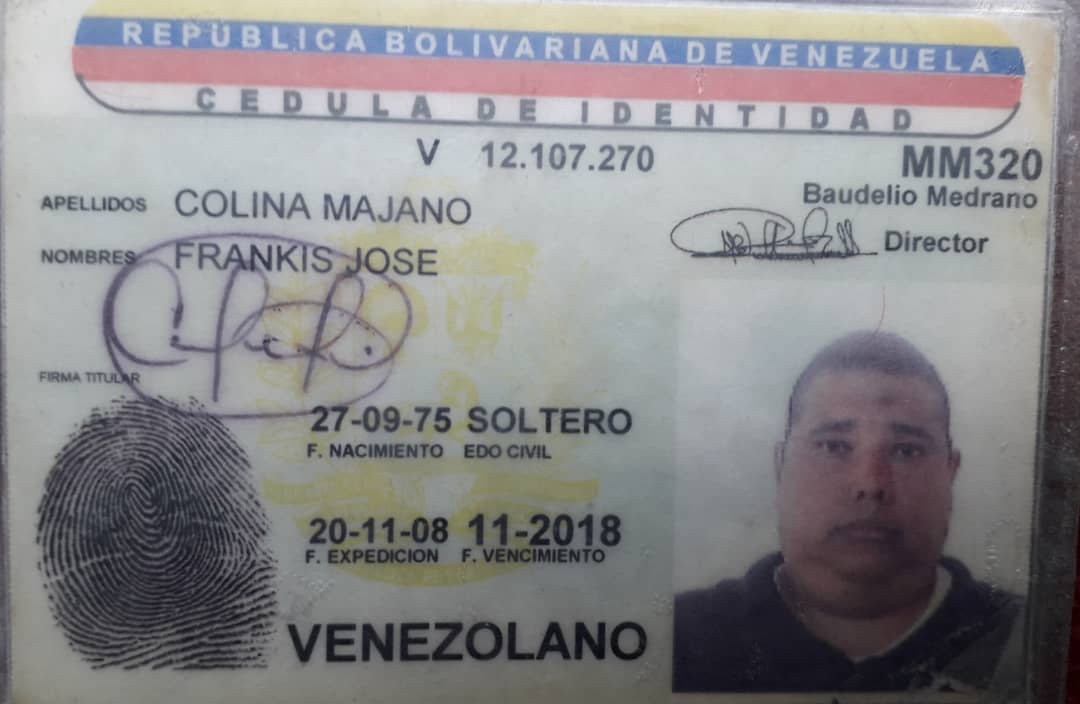 REPÚBLICA BOLIVARIANA DE VENEZUELA
CEDULA DE IDENTIDAD
V 12.107.270
MM320
Baudelio Medrano
Director
APELLIDOS COLINA MAJANO
NOMBRES FRANKIS JOSE
FIRMA TITULAR
27-09-75 SOLTERO
F. NACIMIENTO EDO CIVIL
20-11-08 11-2018
F. EXPEDICION F. VENCIMIENTO
VENEZOLANO